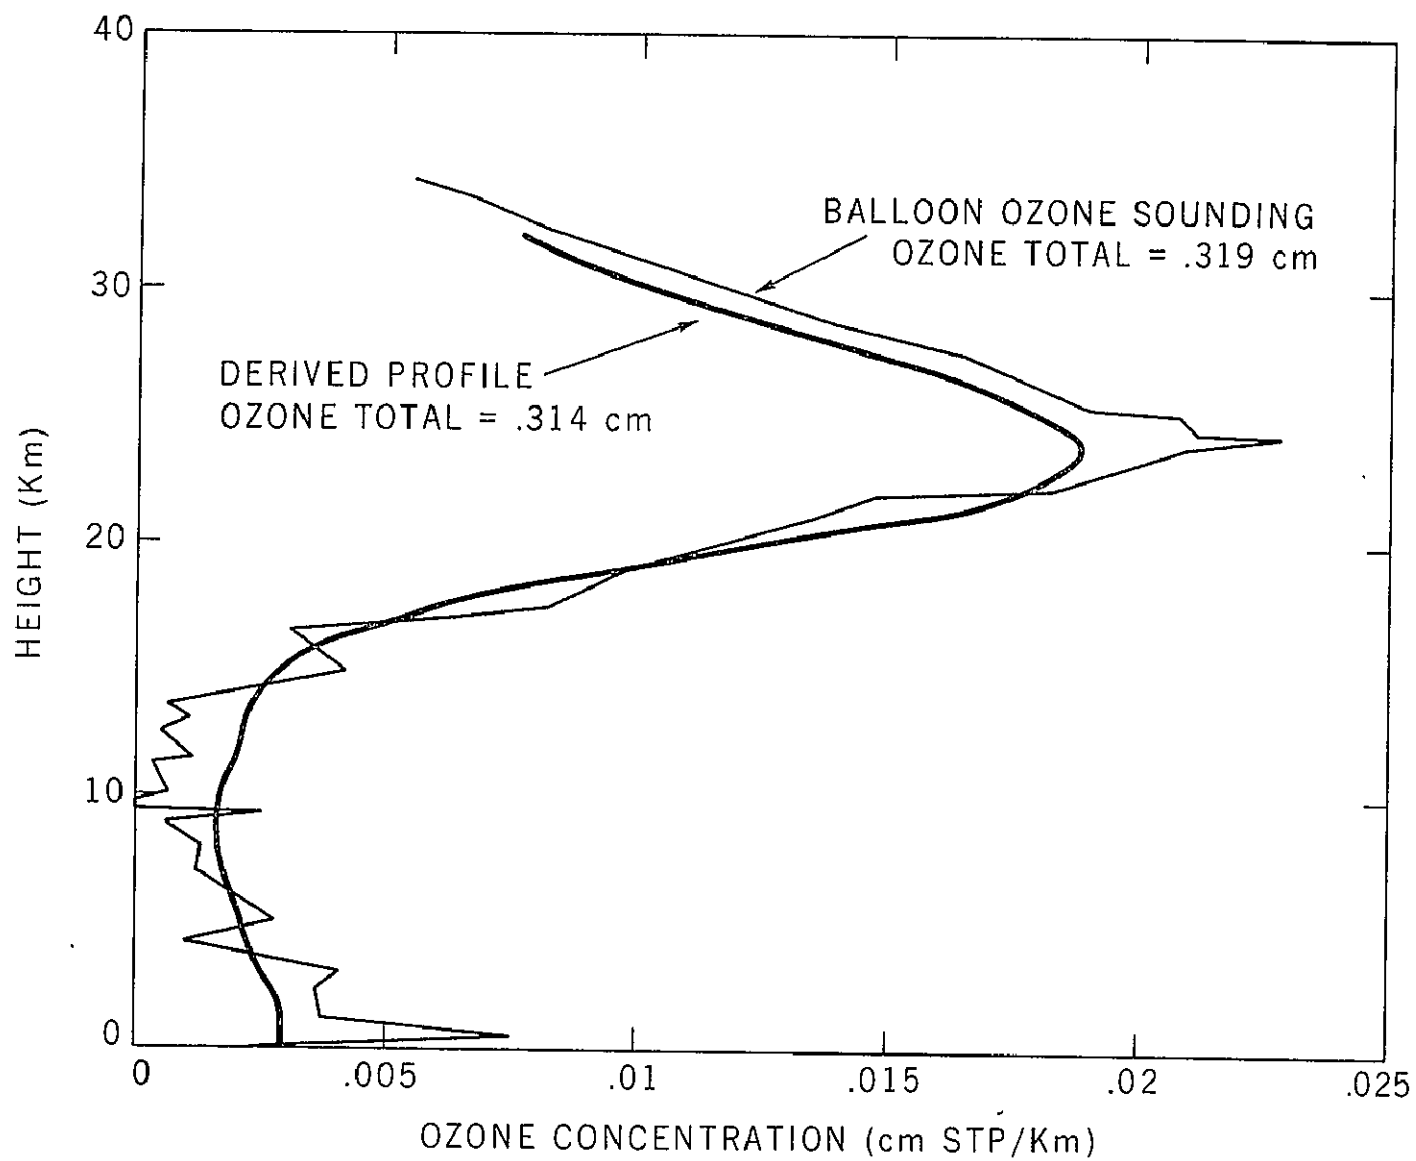 40
30
20
10
0
HEIGHT (Km)
BALLOON OZONE SOUNDING
OZONE TOTAL = .319 cm
DERIVED PROFILE
OZONE TOTAL = .314 cm
0 .005 .01 .015 .02 .025
OZONE CONCENTRATION (cm STP/Km)